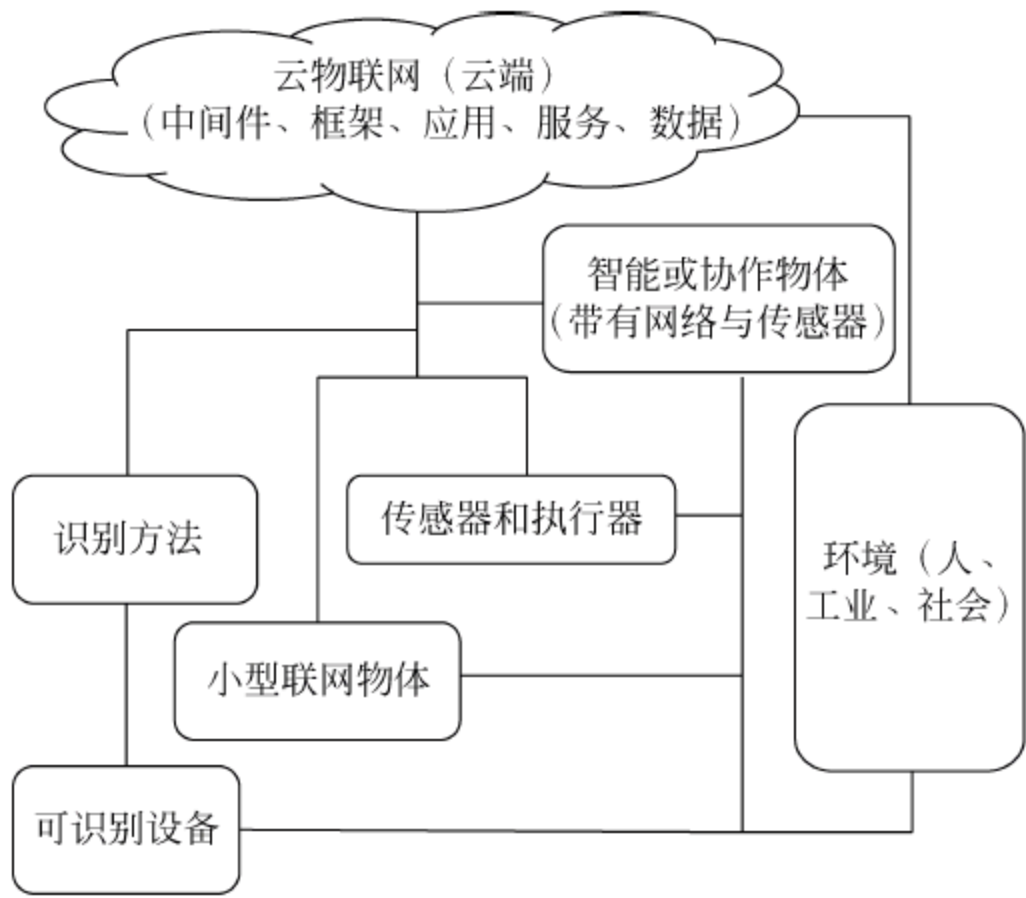 云物联网（云端）
（中间件、框架、应用、服务、数据）
智能或协作物体
（带有网络与传感器）
识别方法
传感器和执行器
环境（人、
工业、社会）
小型联网物体
可识别设备